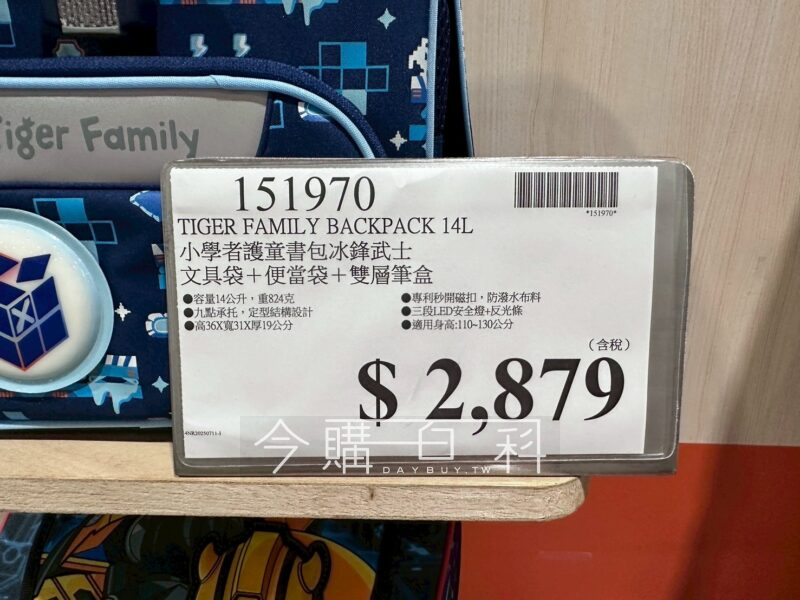 Tiger Family
151970
*151970*
TIGER FAMILY BACKPACK 14L
小學者護童書包冰鋒武士
文具袋＋便當袋＋雙層筆盒
●容量14公升，重824克
●九點承托，定型結構設計
●高36X寬31X厚19公分
●專利秒開磁扣，防潑水布料
●三段LED安全燈+反光條
●適用身高:110~130公分
（含稅）
$ 2,879
4NR20250711-J
今購百科
DAYBUY.TW